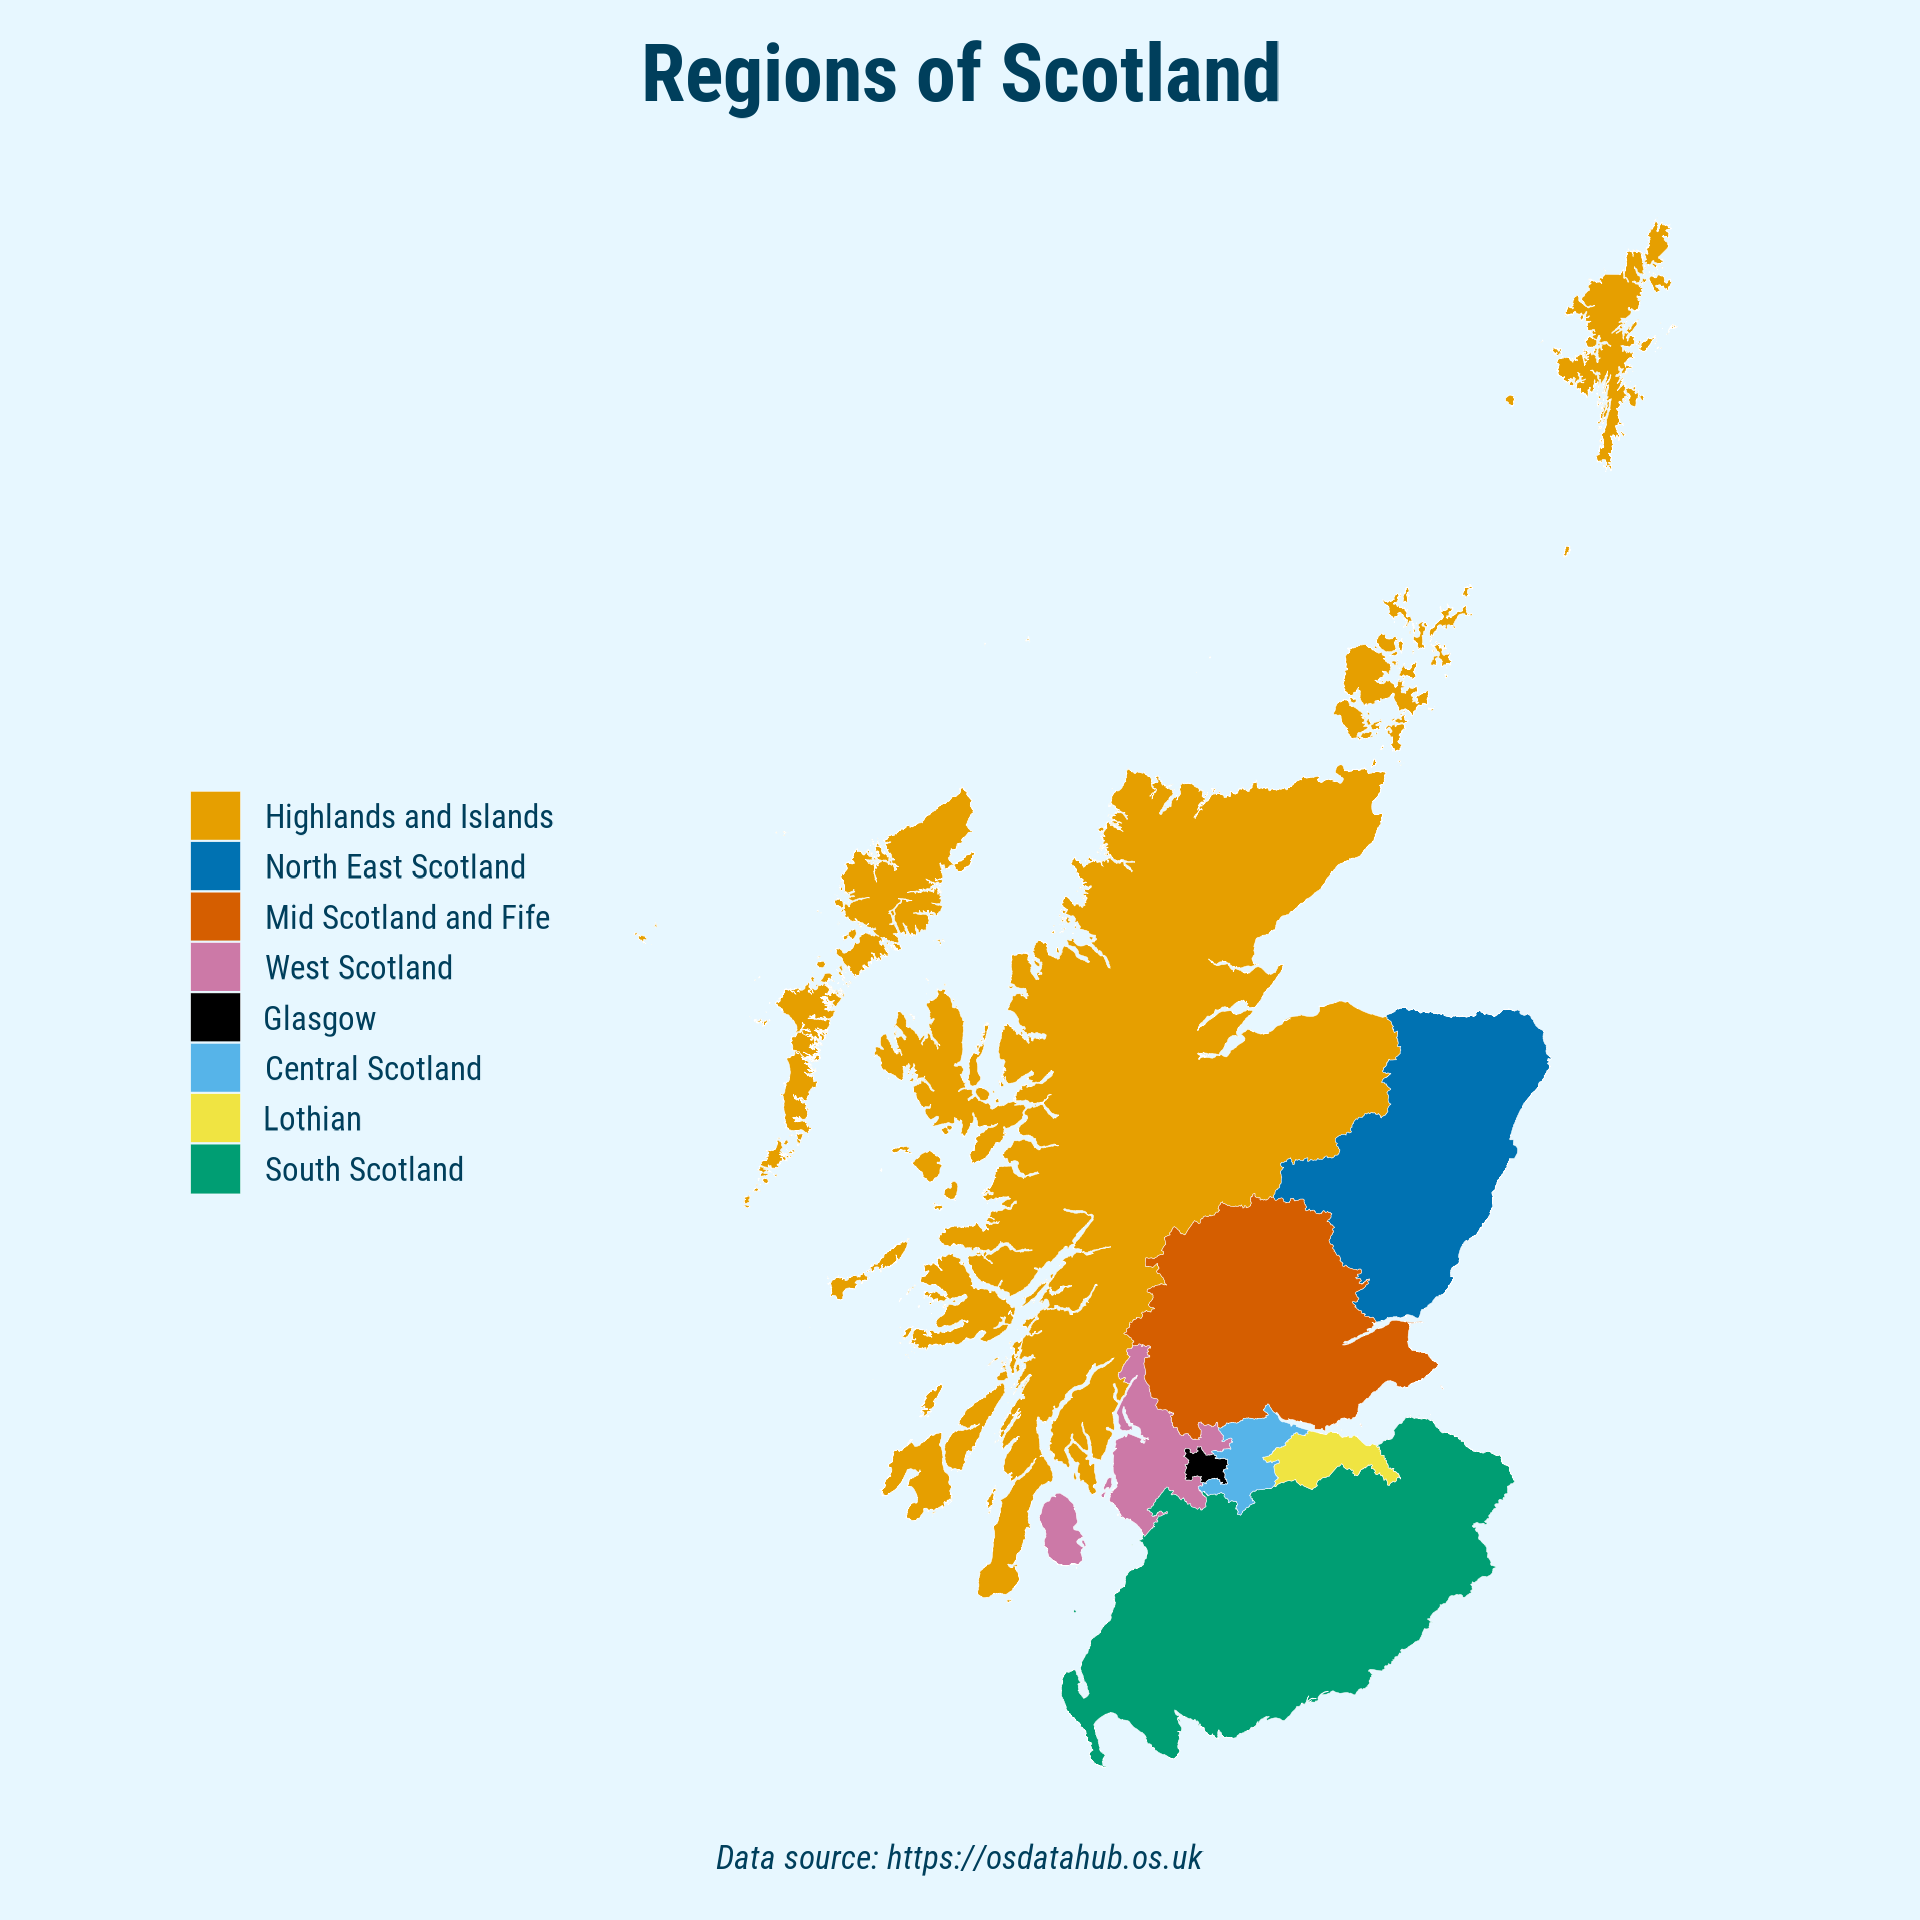 Regions of Scotland
Highlands and Islands
North East Scotland
Mid Scotland and Fife
West Scotland
Glasgow
Central Scotland
Lothian
South Scotland
Data source: https://osdatahub.os.uk